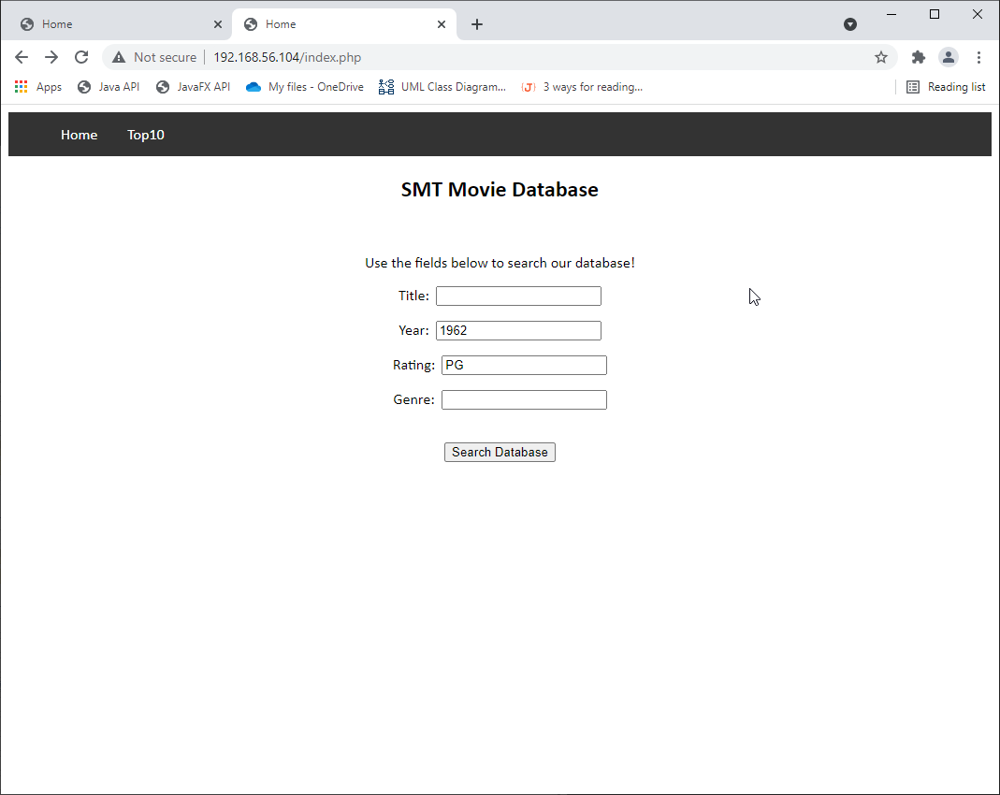 Home
Home
Not secure
192.168.56.104/index.php
Apps
Java API
JavaFX API
My files - OneDrive
UML Class Diagram...
{J}
3 ways for reading...
Reading list
Home
Top10
SMT Movie Database
Use the fields below to search our database!
Title:
Year: 1962
Rating: PG
Genre:
Search Database